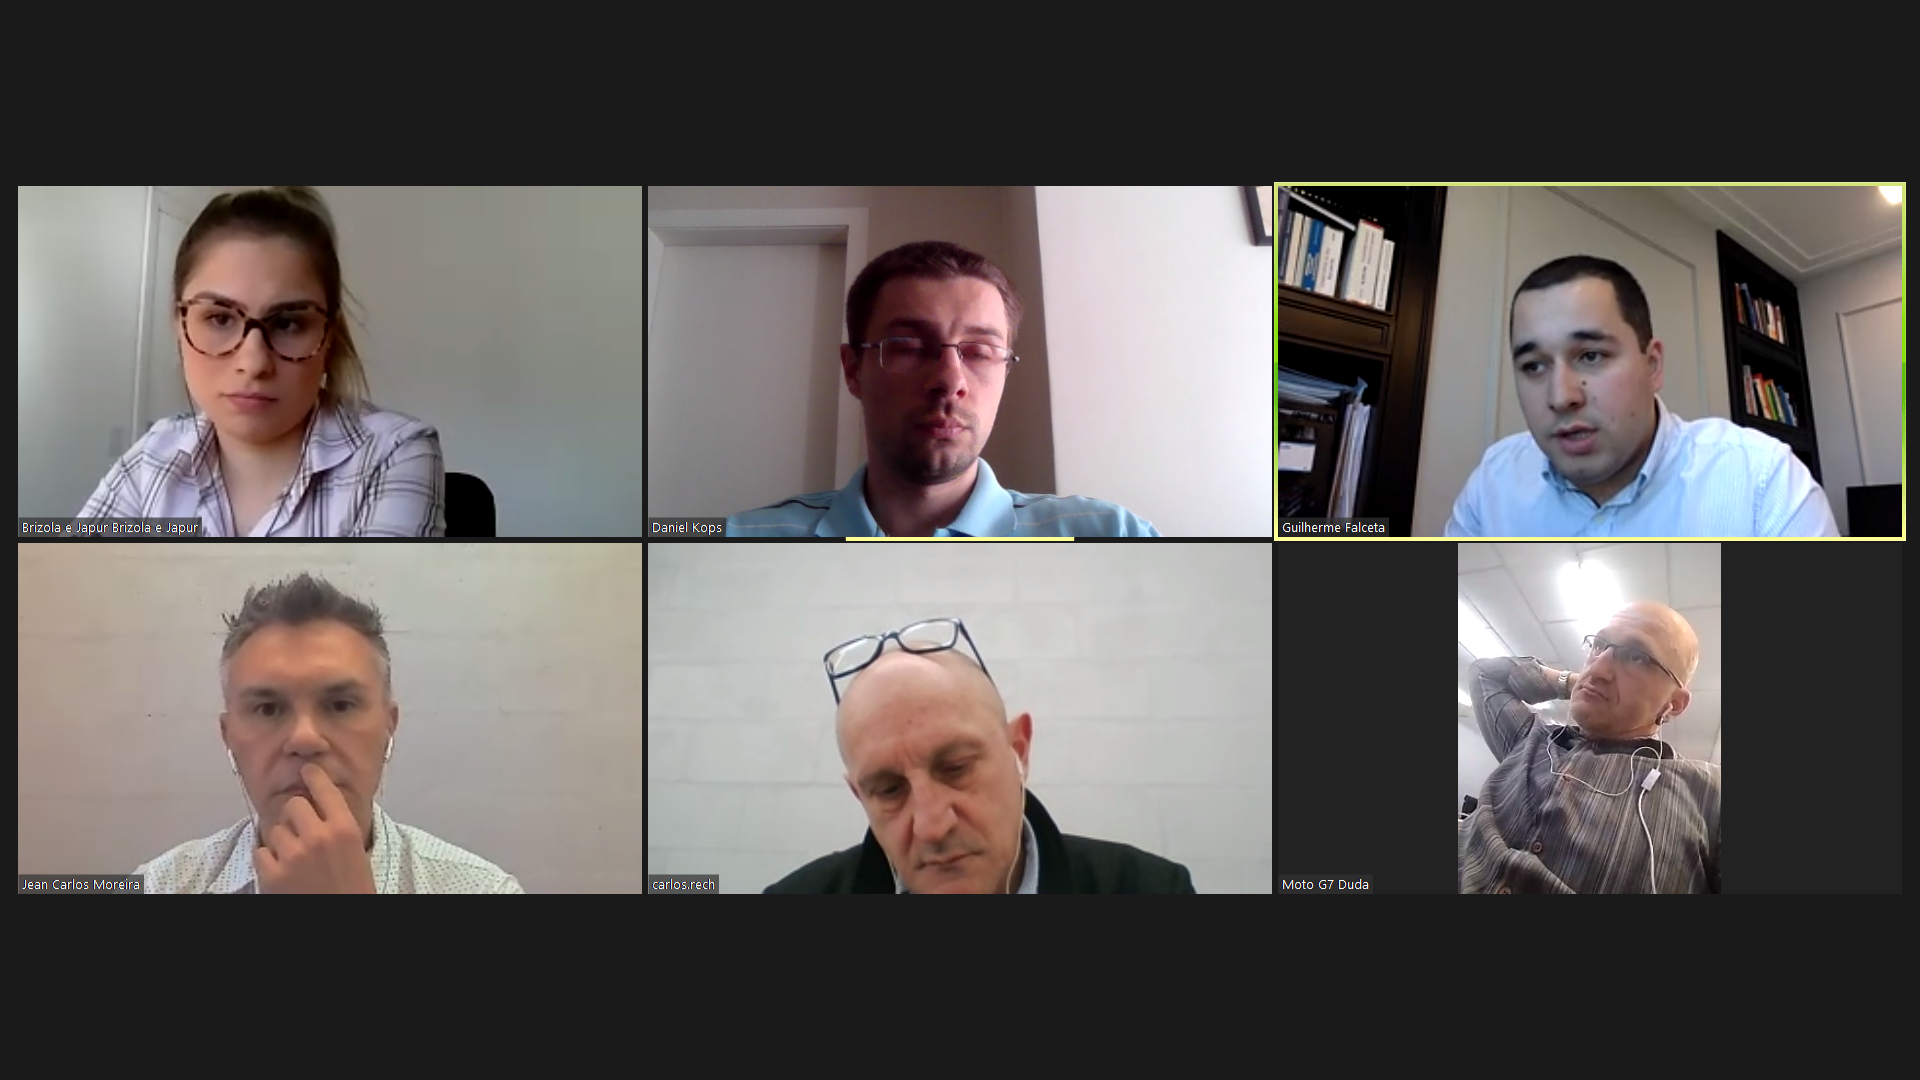 Brizola e Japur Brizola e Japur
Daniel Kops
Guilherme Falceta
Jean Carlos Moreira
carlos.rech
Moto G7 Duda